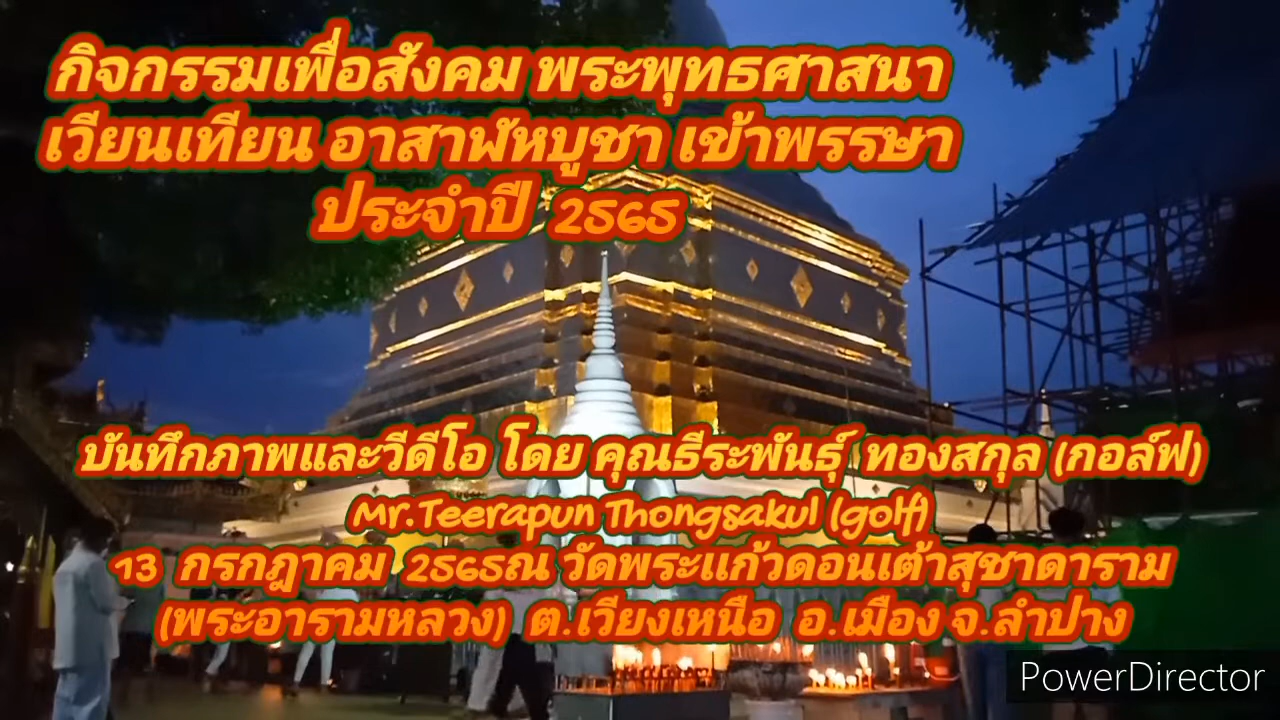 กิจกรรมเพื่อสังคม พระพุทธศาสนา
เวียนเทียน อาสาฬหบูชา เข้าพรรษา
ประจำปี 2565
บันทึกภาพและวีดีโอ โดย คุณธีระพันธุ์ ทองสกุล (กอล์ฟ)
Mr.Teerapun Thongsakul (golf)
13 กรกฎาคม 2565ณ วัดพระแก้วดอนเต้าสุชาดาราม
(พระอารามหลวง) ต.เวียงเหนือ อ.เมือง จ.ลำปาง
PowerDirector